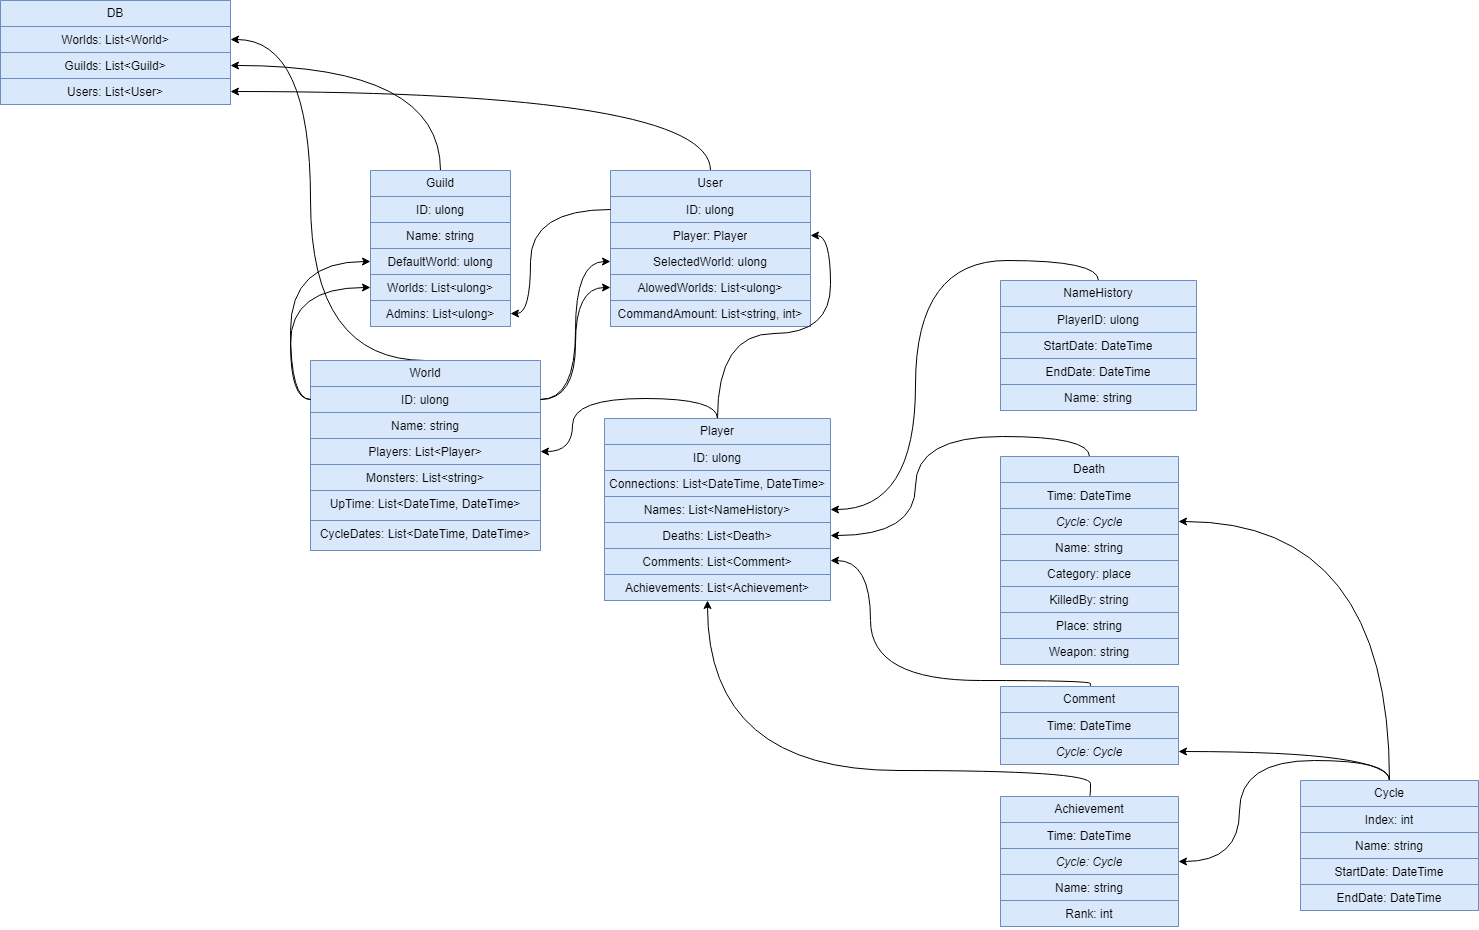 DB
Worlds: List<World>
Guilds: List<Guild>
Users: List<User>
Guild
ID: ulong
Name: string
DefaultWorld: ulong
Worlds: List<ulong>
Admins: List<ulong>
User
ID: ulong
Player: Player
SelectedWorld: ulong
AlowedWorlds: List<ulong>
CommandAmount: List<string, int>
World
ID: ulong
Name: string
Players: List<Player>
Monsters: List<string>
UpTime: List<DateTime, DateTime>
CycleDates: List<DateTime, DateTime>
Player
ID: ulong
Connections: List<DateTime, DateTime>
Names: List<NameHistory>
Deaths: List<Death>
Comments: List<Comment>
Achievements: List<Achievement>
NameHistory
PlayerID: ulong
StartDate: DateTime
EndDate: DateTime
Name: string
Death
Time: DateTime
Cycle: Cycle
Name: string
Category: place
KilledBy: string
Place: string
Weapon: string
Comment
Time: DateTime
Cycle: Cycle
Achievement
Time: DateTime
Cycle: Cycle
Name: string
Rank: int
Cycle
Index: int
Name: string
StartDate: DateTime
EndDate: DateTime